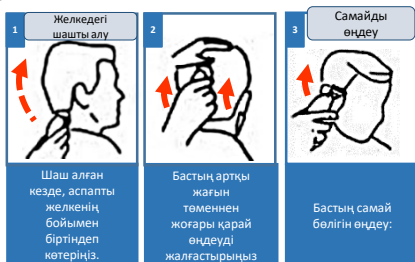 1
Желкедегі
шашты алу
Шаш алған
кезде, аспапты
желкенің
бойымен
біртіндеп
көтеріңіз.
2
Бастың артқы
жағын
төменнен
жоғары қарай
өңдеуді
жалғастырыңыз
3
Самайды
өңдеу
Бастың самай
бөлігін өңдеу: